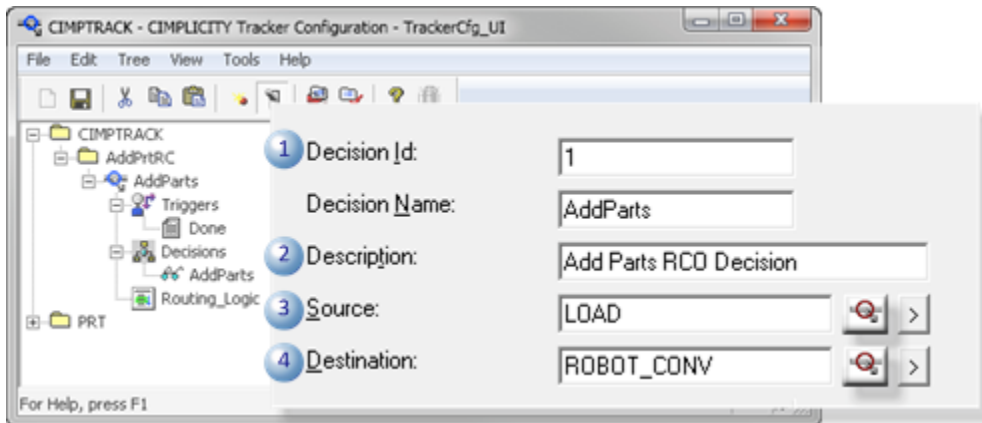 CIMPTRACK - CIMPLICITY Tracker Configuration - TrackerCfg_UI
File Edit Tree View Tools Help
CIMPTRACK
AddPrtRC
AddParts
Triggers
Done
Decisions
AddParts
Routing_Logic
PRT
1 Decision Id: 1
Decision Name: AddParts
2 Description: Add Parts RCO Decision
3 Source: LOAD >
4 Destination: ROBOT_CONV >
For Help, press F1